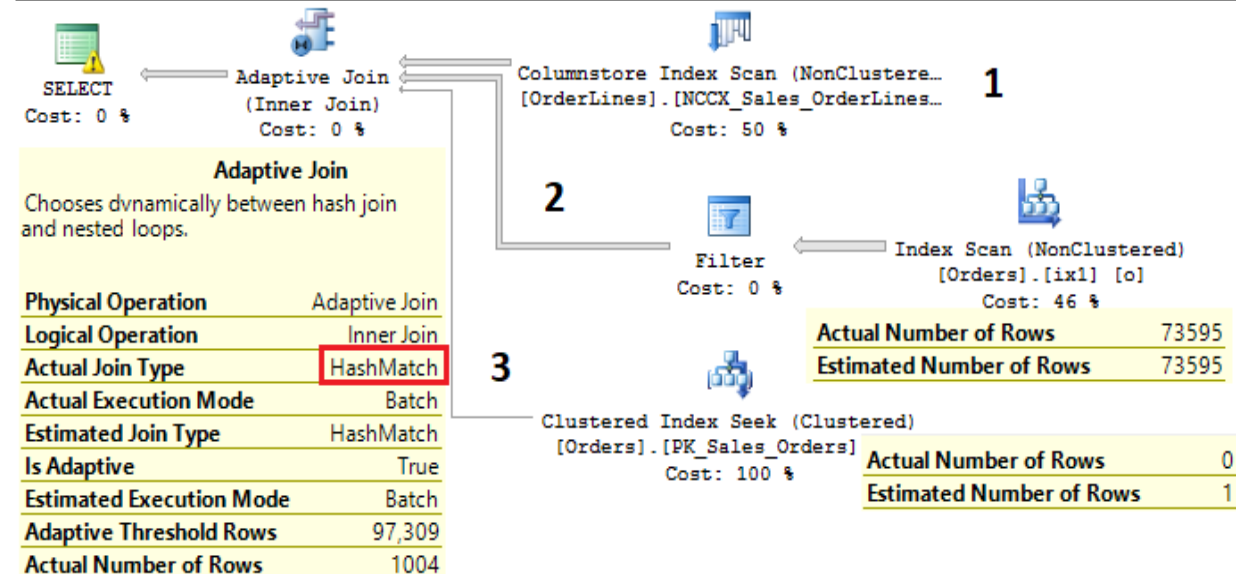 SELECT
Cost: 0 %
Adaptive Join
(Inner Join)
Cost: 0 %
Columnstore Index Scan (NonClustere…
[OrderLines].[NCCX_Sales_OrderLines…
Cost: 50 %
1
Adaptive Join
Chooses dynamically between hash join
and nested loops.
Physical Operation Adaptive Join
Logical Operation Inner Join
Actual Join Type HashMatch
Actual Execution Mode Batch
Estimated Join Type HashMatch
Is Adaptive True
Estimated Execution Mode Batch
Adaptive Threshold Rows 97,309
Actual Number of Rows 1004
2
Filter
Cost: 0 %
Index Scan (NonClustered)
[Orders].[ix1] [o]
Cost: 46 %
Actual Number of Rows 73595
Estimated Number of Rows 73595
3
Clustered Index Seek (Clustered)
[Orders].[PK_Sales_Orders]
Cost: 100 %
Actual Number of Rows 0
Estimated Number of Rows 1